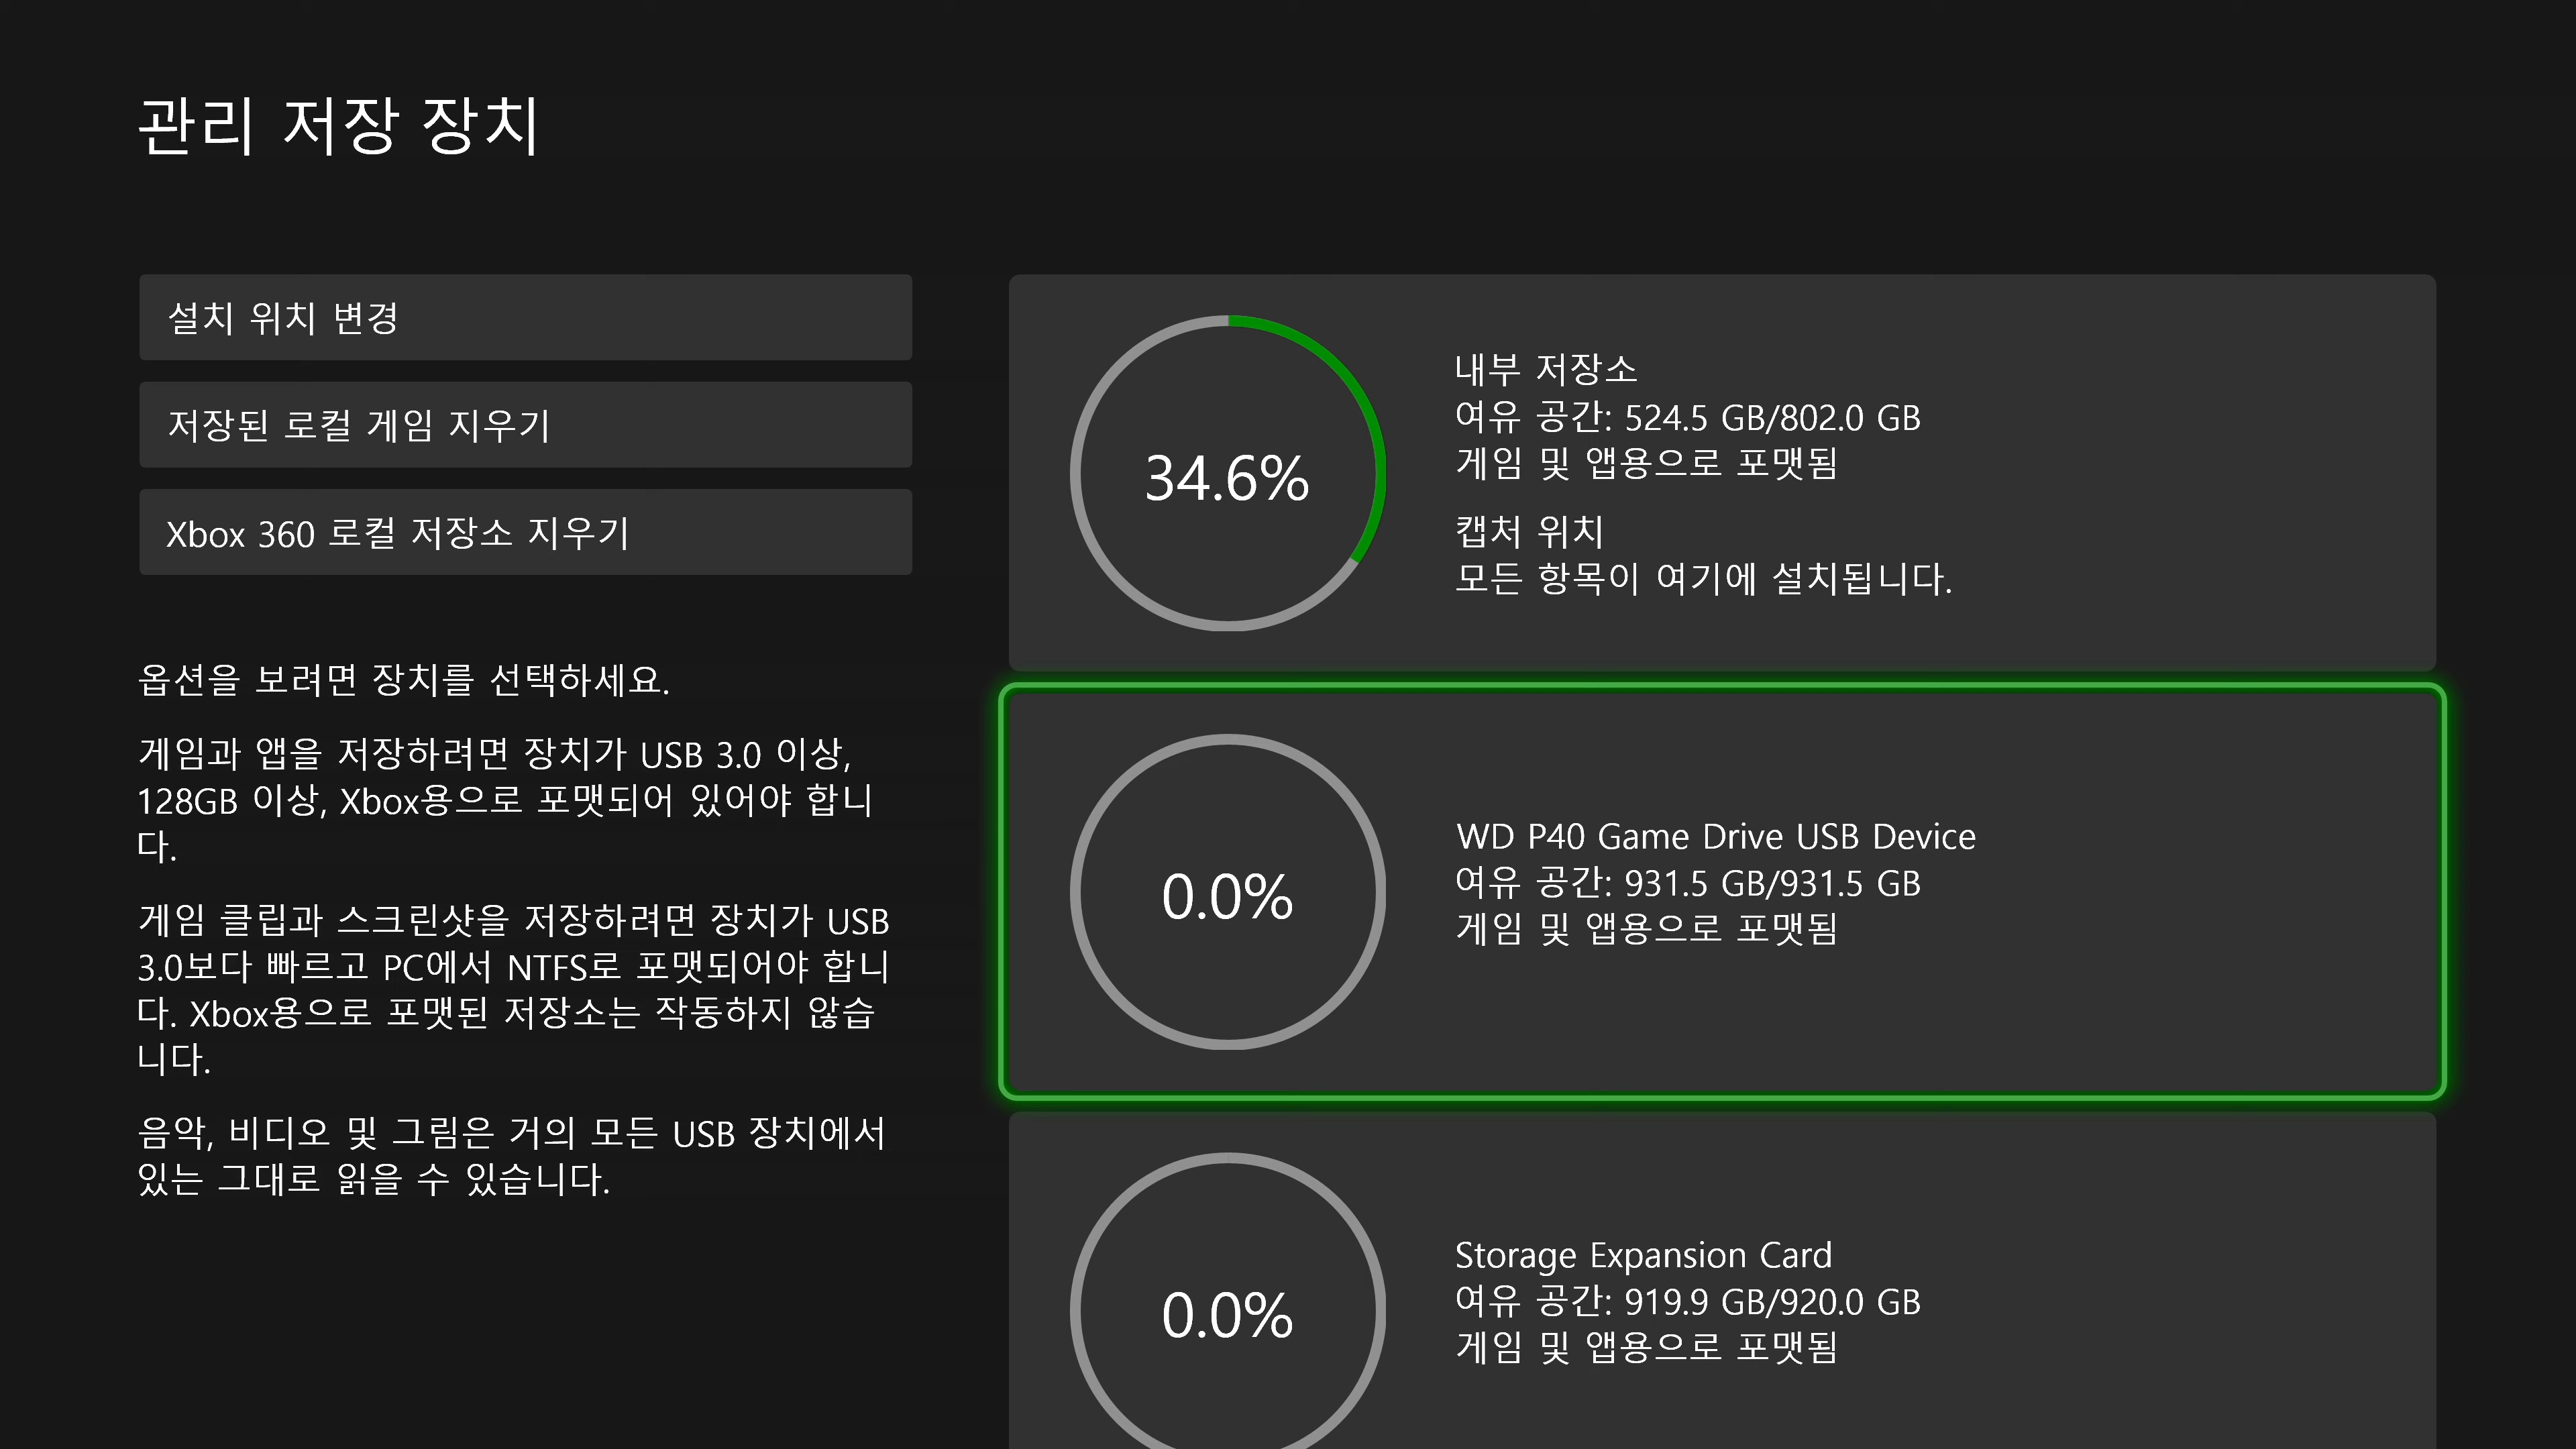 관리 저장 장치
설치 위치 변경
저장된 로컬 게임 지우기
Xbox 360 로컬 저장소 지우기
옵션을 보려면 장치를 선택하세요.
게임과 앱을 저장하려면 장치가 USB 3.0 이상,
128GB 이상, Xbox용으로 포맷되어 있어야 합니
다.
게임 클립과 스크린샷을 저장하려면 장치가 USB
3.0보다 빠르고 PC에서 NTFS로 포맷되어야 합니
다. Xbox용으로 포맷된 저장소는 작동하지 않습
니다.
음악, 비디오 및 그림은 거의 모든 USB 장치에서
있는 그대로 읽을 수 있습니다.
34.6%
내부 저장소
여유 공간: 524.5 GB/802.0 GB
게임 및 앱용으로 포맷됨
캡처 위치
모든 항목이 여기에 설치됩니다.
0.0%
WD P40 Game Drive USB Device
여유 공간: 931.5 GB/931.5 GB
게임 및 앱용으로 포맷됨
0.0%
Storage Expansion Card
여유 공간: 919.9 GB/920.0 GB
게임 및 앱용으로 포맷됨